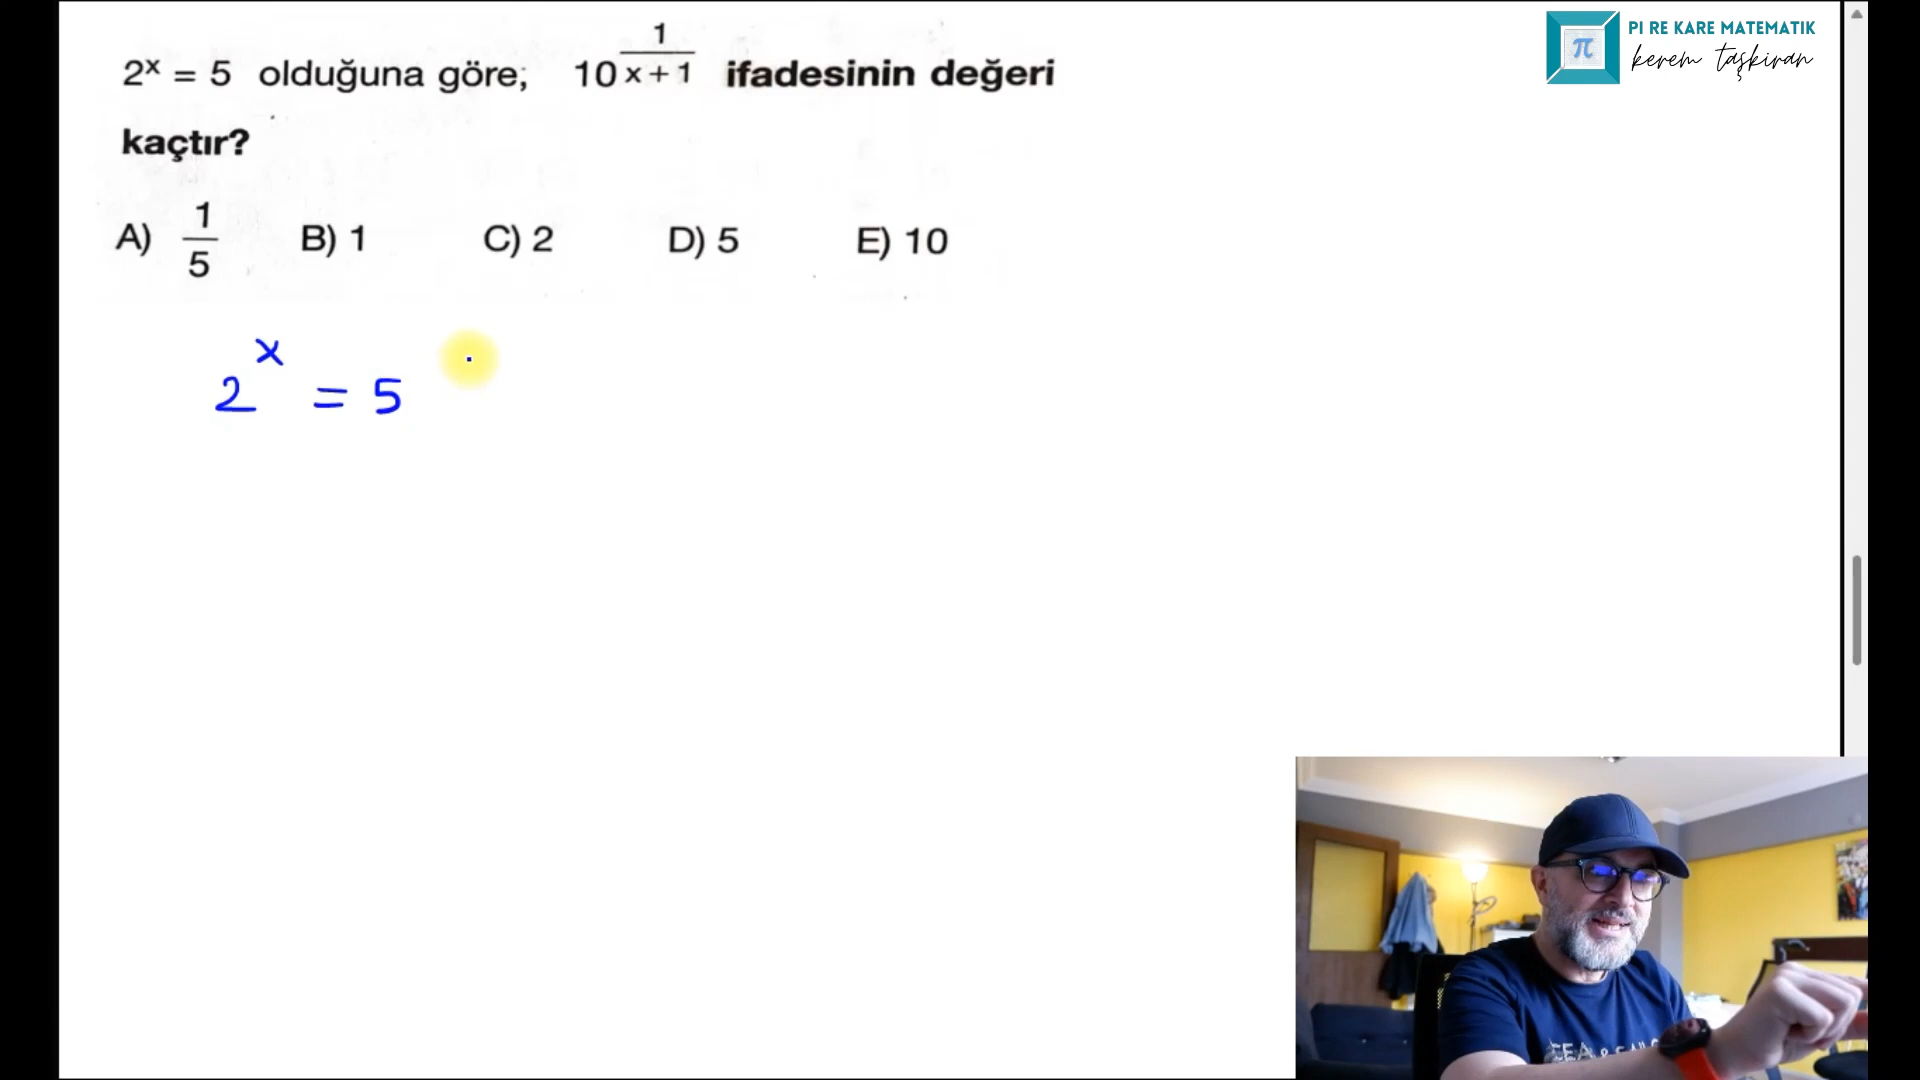 PI RE KARE MATEMATIK
kerem taşkıran
2ˣ = 5 olduğuna göre; 10^(1/(x+1)) ifadesinin değeri
kaçtır?
A) 1/5 B) 1 C) 2 D) 5 E) 10
2ˣ = 5
π